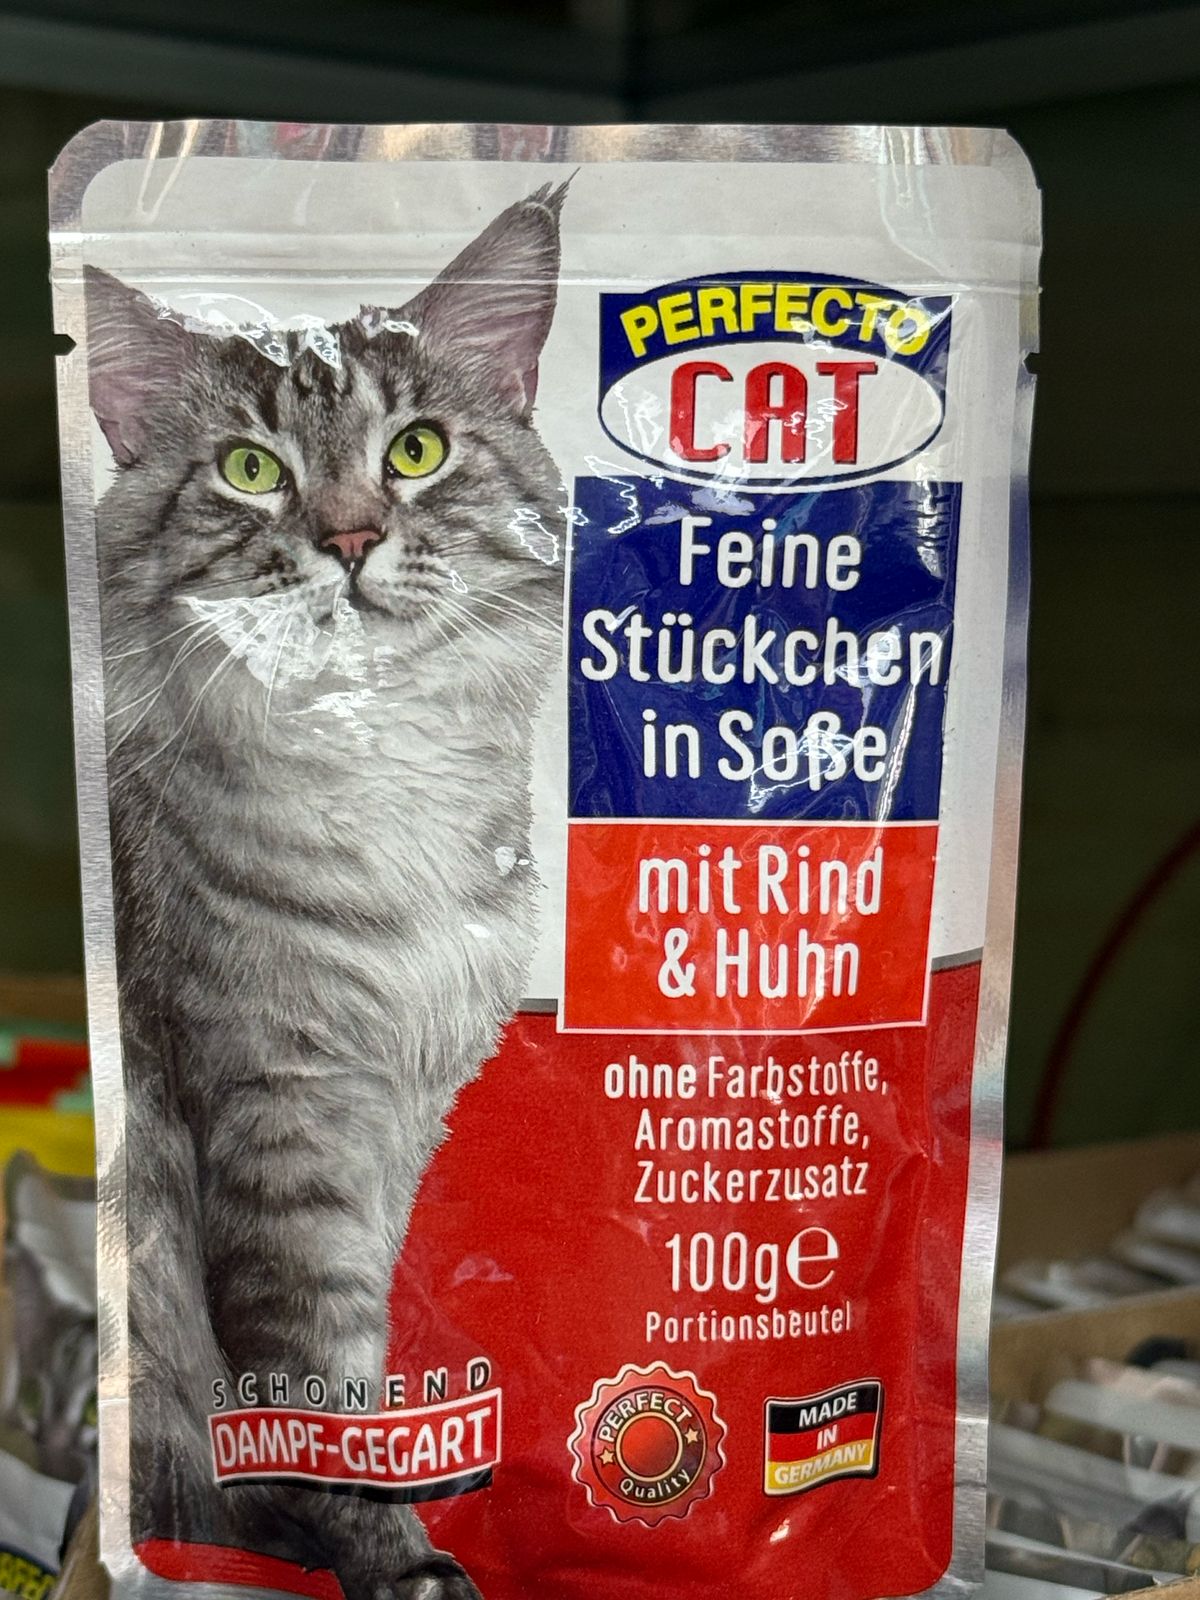 PERFECTO
CAT
Feine
Stückchen
in Soße
mit Rind
& Huhn
ohne Farbstoffe,
Aromastoffe,
Zuckerzusatz
100g℮
Portionsbeutel
SCHONEND
DAMPF-GEGART
PERFECT
Quality
MADE
IN
GERMANY